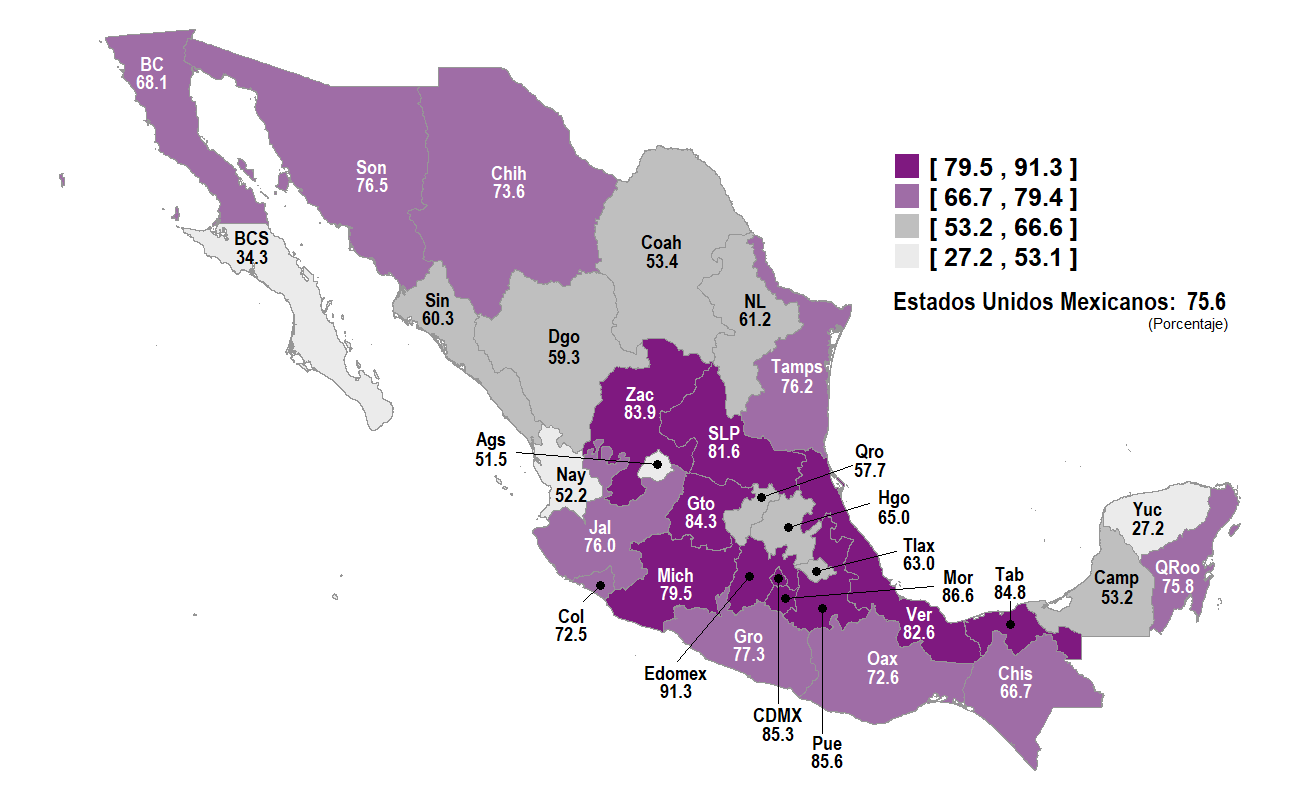 BC
68.1
Son
76.5
Chih
73.6
[ 79.5 , 91.3 ]
[ 66.7 , 79.4 ]
[ 53.2 , 66.6 ]
[ 27.2 , 53.1 ]
Estados Unidos Mexicanos: 75.6
(Porcentaje)
BCS
34.3
Coah
53.4
Sin
60.3
NL
61.2
Dgo
59.3
Tamps
76.2
Zac
83.9
SLP
81.6
Ags
51.5
Nay
52.2
Qro
57.7
Gto
84.3
Hgo
65.0
Jal
76.0
Yuc
27.2
Tlax
63.0
Mich
79.5
Mor
86.6
Tab
84.8
Camp
53.2
QRoo
75.8
Col
72.5
Ver
82.6
Gro
77.3
Oax
72.6
Chis
66.7
Edomex
91.3
CDMX
85.3
Pue
85.6